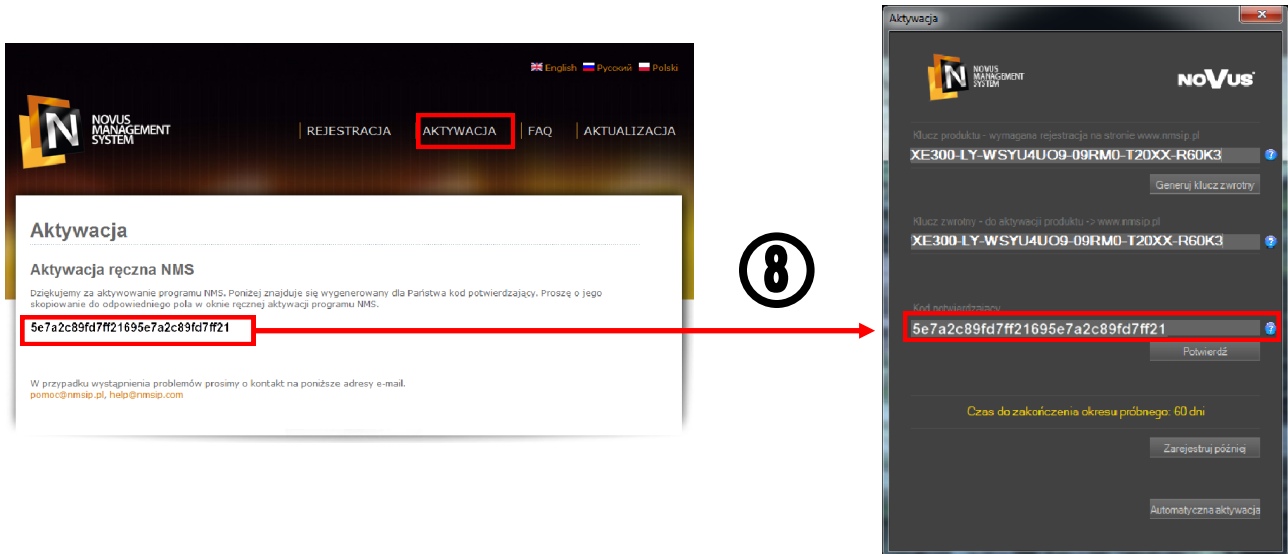 English Русский Polski
NOVUS
MANAGEMENT
SYSTEM
REJESTRACJA AKTYWACJA FAQ AKTUALIZACJA
Aktywacja
Aktywacja ręczna NMS
Dziękujemy za aktywowanie programu NMS. Poniżej znajduje się wygenerowany dla Państwa kod potwierdzający. Proszę o jego
skopiowanie do odpowiedniego pola w oknie ręcznej aktywacji programu NMS.
5e7a2c89fd7ff21695e7a2c89fd7ff21
W przypadku wystąpnienia problemów prosimy o kontakt na poniższe adresy e-mail.
pomoc@nmsip.pl, help@nmsip.com
8
Aktywacja
NOVUS
MANAGEMENT
SYSTEM
NOVUS
Klucz produktu - wymagana rejestracja na stronie www.nmsip.pl
XE300-ILY-WSYU4UO9-09RM0-T20XX-R60K3
Generuj klucz zwrotny
Klucz zwrotny - do aktywacji produktu -> www.nmsip.pl
XE300-ILY-WSYU4UO9-09RM0-T20XX-R60K3
Kod potwierdzający
5e7a2c89fd7ff21695e7a2c89fd7ff21
Potwierdź
Czas do zakończenia okresu próbnego: 60 dni
Zarejestruj później
Automatyczna aktywacja